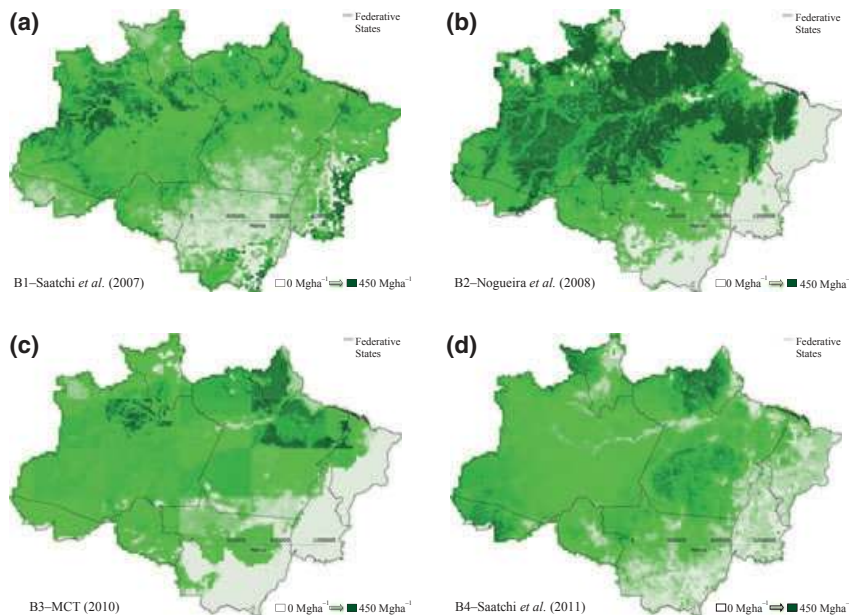 (a)
Federative
States
B1–Saatchi et al. (2007)
0 Mgha⁻¹ 450 Mgha⁻¹
(b)
Federative
States
B2–Nogueira et al. (2008)
0 Mgha⁻¹ 450 Mgha⁻¹
(c)
Federative
States
B3–MCT (2010)
0 Mgha⁻¹ 450 Mgha⁻¹
(d)
Federative
States
B4–Saatchi et al. (2011)
0 Mgha⁻¹ 450 Mgha⁻¹